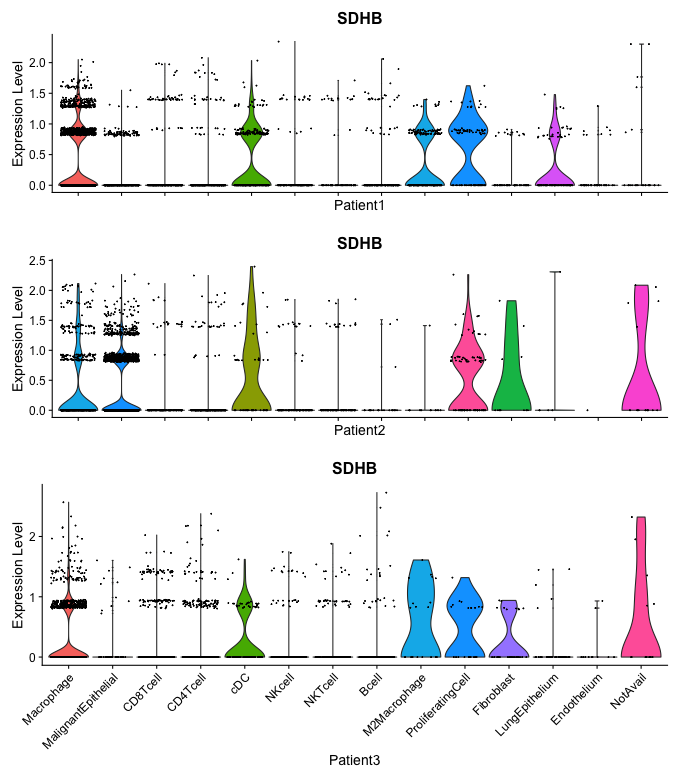 SDHB
Expression Level
2.0
1.5
1.0
0.5
0.0
Patient1
SDHB
Expression Level
2.5
2.0
1.5
1.0
0.5
0.0
Patient2
SDHB
Expression Level
2
1
0
Macrophage
MalignantEpithelial
CD8Tcell
CD4Tcell
cDC
NKcell
NKTcell
Bcell
M2Macrophage
ProliferatingCell
Fibroblast
LungEpithelium
Endothelium
NotAvail
Patient3